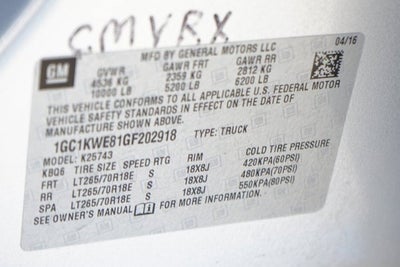 GMYRX
GM
MFD BY GENERAL MOTORS LLC
04/16
GVWR GAWR FRT GAWR RR
4536 KG 2359 KG 2812 KG
10000 LB 5200 LB 6200 LB
THIS VEHICLE CONFORMS TO ALL APPLICABLE U.S. FEDERAL MOTOR
VEHICLE SAFETY STANDARDS IN EFFECT ON THE DATE OF
MANUFACTURE SHOWN ABOVE.
1GC1KWE81GF202918 TYPE: TRUCK
MODEL: K25743
K8Q6 TIRE SIZE SPEED RTG RIM COLD TIRE PRESSURE
FRT LT265/70R18E S 18X8J 420KPA(60PSI)
RR LT265/70R18E S 18X8J 480KPA(70PSI)
SPA LT265/70R18E S 18X8J 550KPA(80PSI)
SEE OWNER'S MANUAL